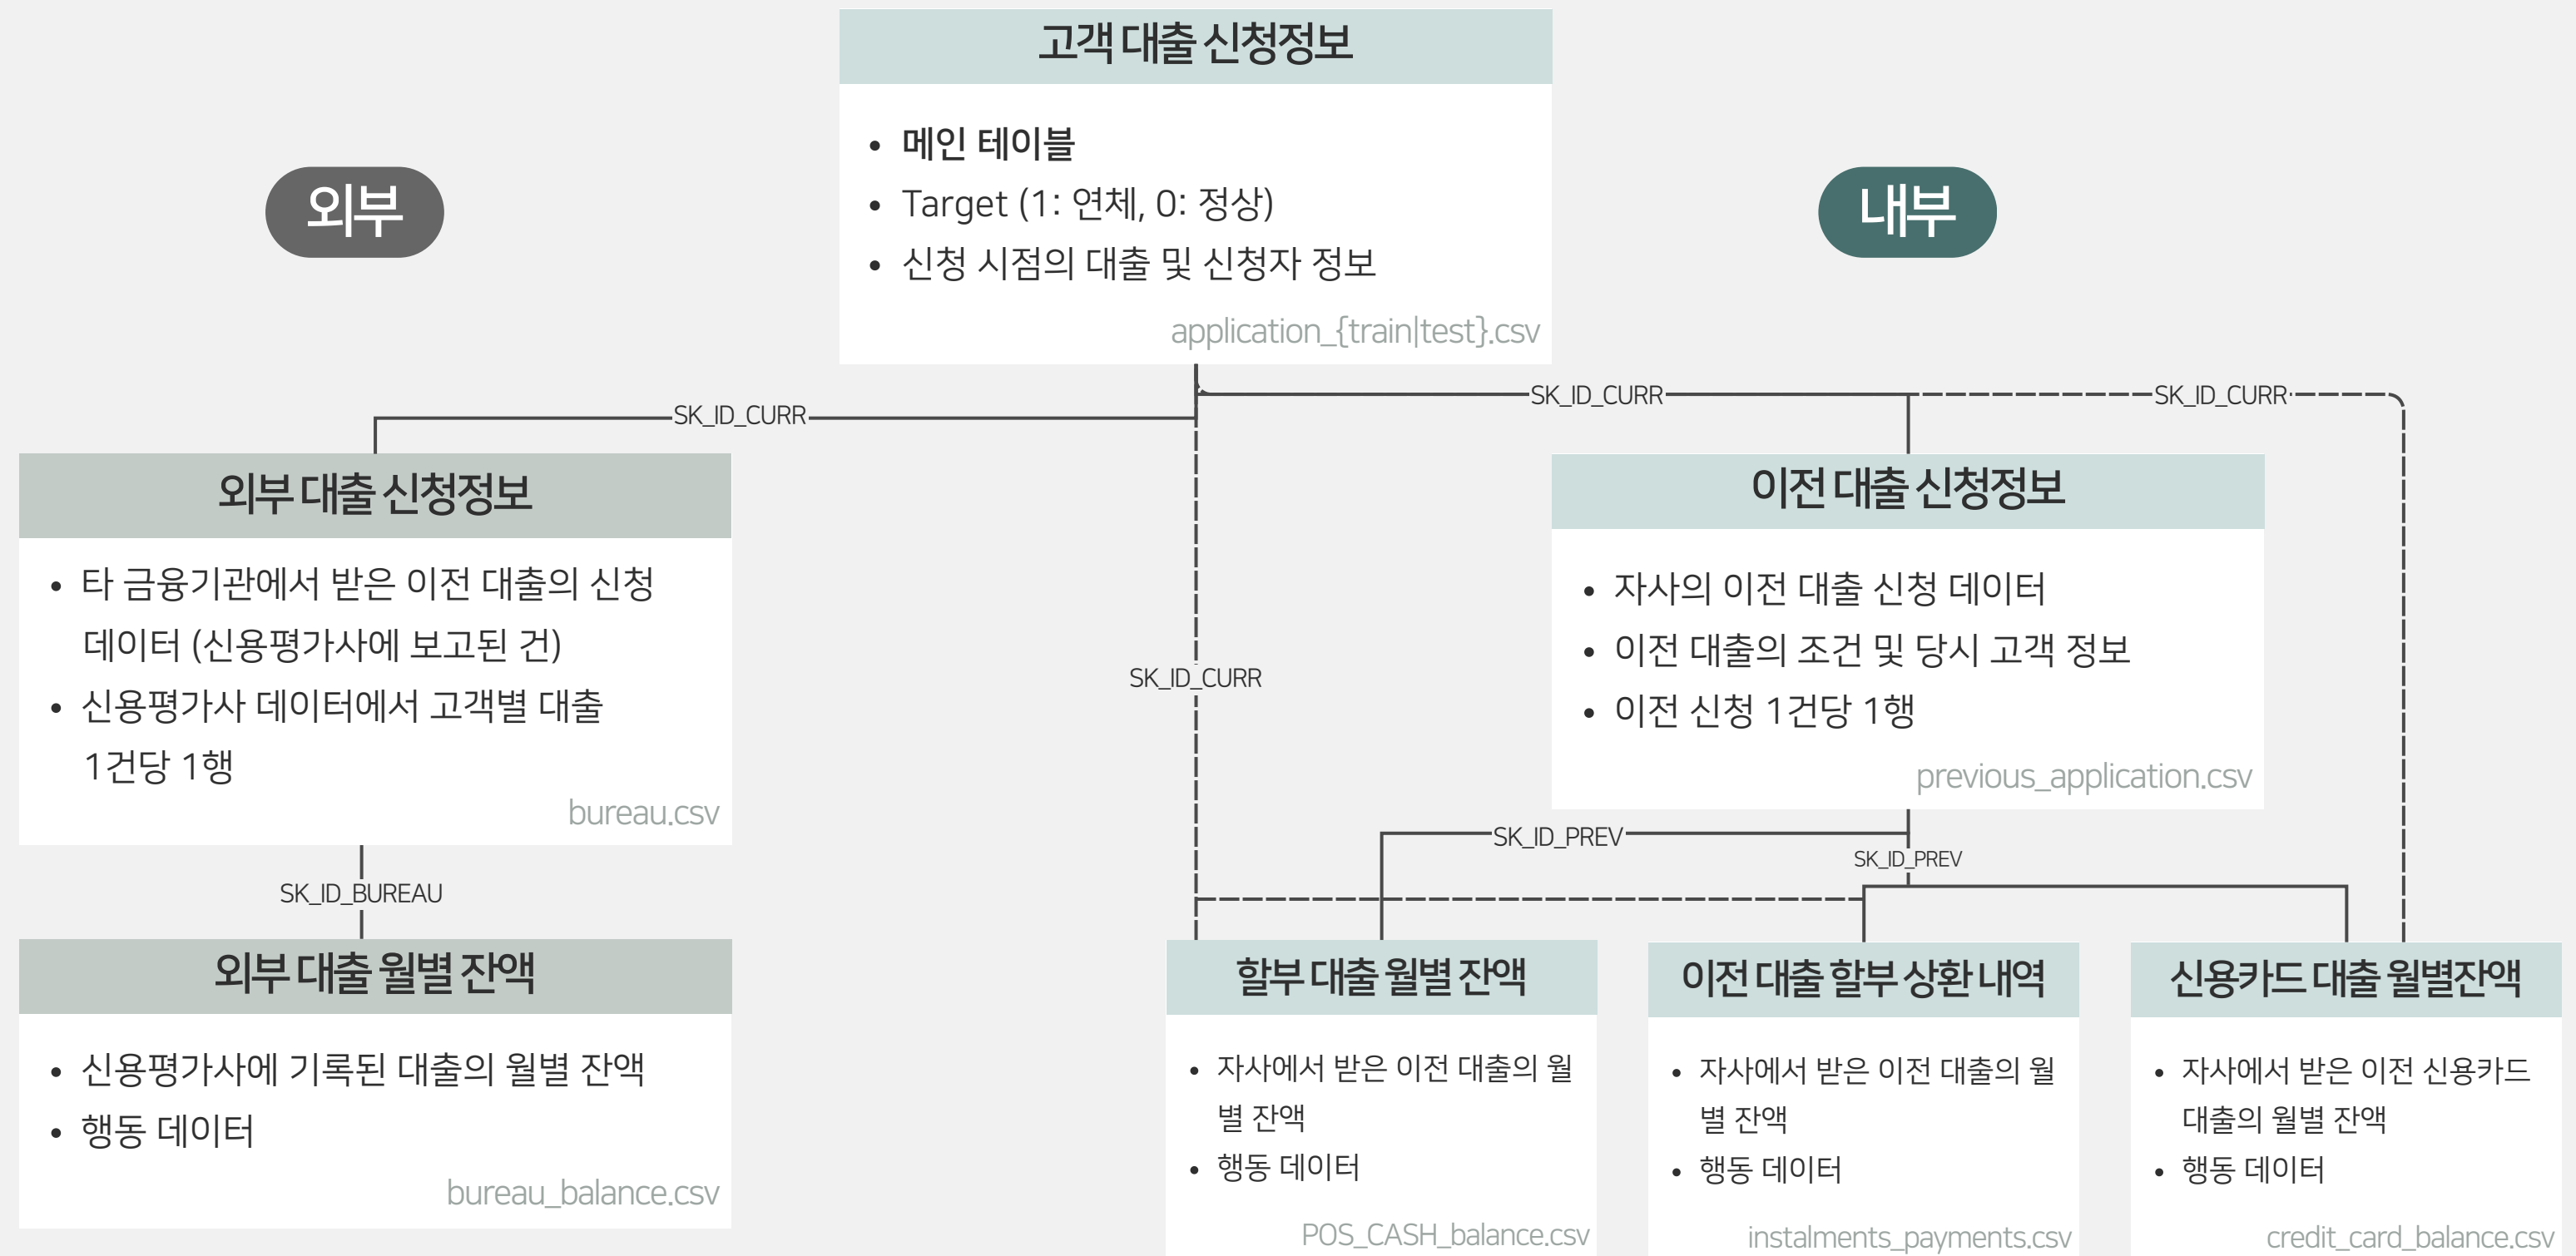 고객 대출 신청정보
• 메인 테이블
• Target (1: 연체, 0: 정상)
• 신청 시점의 대출 및 신청자 정보
application_{train|test}.csv
외부
내부
SK_ID_CURR
SK_ID_CURR
SK_ID_CURR
외부 대출 신청정보
• 타 금융기관에서 받은 이전 대출의 신청
데이터 (신용평가사에 보고된 건)
• 신용평가사 데이터에서 고객별 대출
1건당 1행
bureau.csv
SK_ID_CURR
이전 대출 신청정보
• 자사의 이전 대출 신청 데이터
• 이전 대출의 조건 및 당시 고객 정보
• 이전 신청 1건당 1행
previous_application.csv
SK_ID_BUREAU
SK_ID_PREV
SK_ID_PREV
외부 대출 월별 잔액
• 신용평가사에 기록된 대출의 월별 잔액
• 행동 데이터
bureau_balance.csv
할부 대출 월별 잔액
• 자사에서 받은 이전 대출의 월
별 잔액
• 행동 데이터
POS_CASH_balance.csv
이전 대출 할부 상환 내역
• 자사에서 받은 이전 대출의 월
별 잔액
• 행동 데이터
instalments_payments.csv
신용카드 대출 월별잔액
• 자사에서 받은 이전 신용카드
대출의 월별 잔액
• 행동 데이터
credit_card_balance.csv